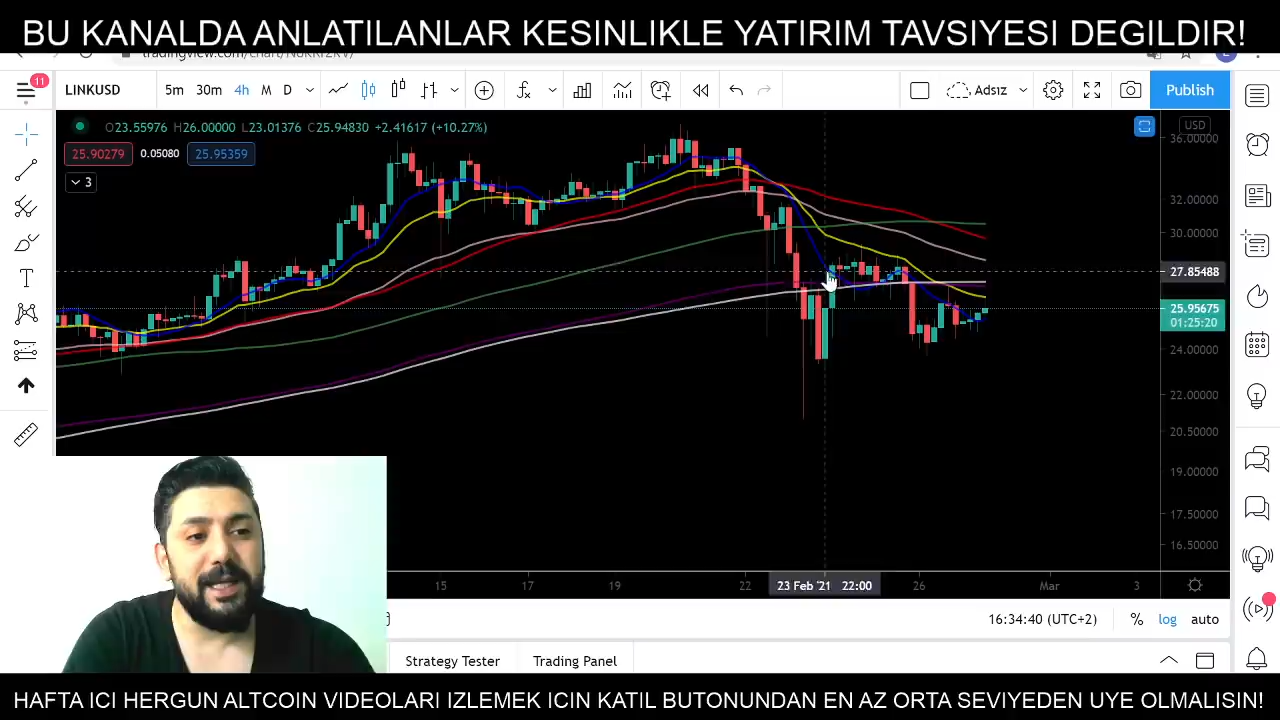 BU KANALDA ANLATILANLAR KESINLIKLE YATIRIM TAVSIYESI DEGILDIR!
11
LINKUSD
5m 30m 4h M D
Adsız
Publish
O23.55976 H26.00000 L23.01376 C25.94830 +2.41617 (+10.27%)
25.90279 0.05080 25.95359
3
USD
36.00000
32.00000
30.00000
27.85488
25.95675
01:25:20
24.00000
22.00000
20.50000
19.00000
17.50000
16.50000
15 17 19 22 23 Feb '21 22:00 26 Mar 3
16:34:40 (UTC+2) % log auto
Strategy Tester Trading Panel
HAFTA ICI HERGUN ALTCOIN VIDEOLARI IZLEMEK ICIN KATIL BUTONUNDAN EN AZ ORTA SEVIYEDEN UYE OLMALISIN!